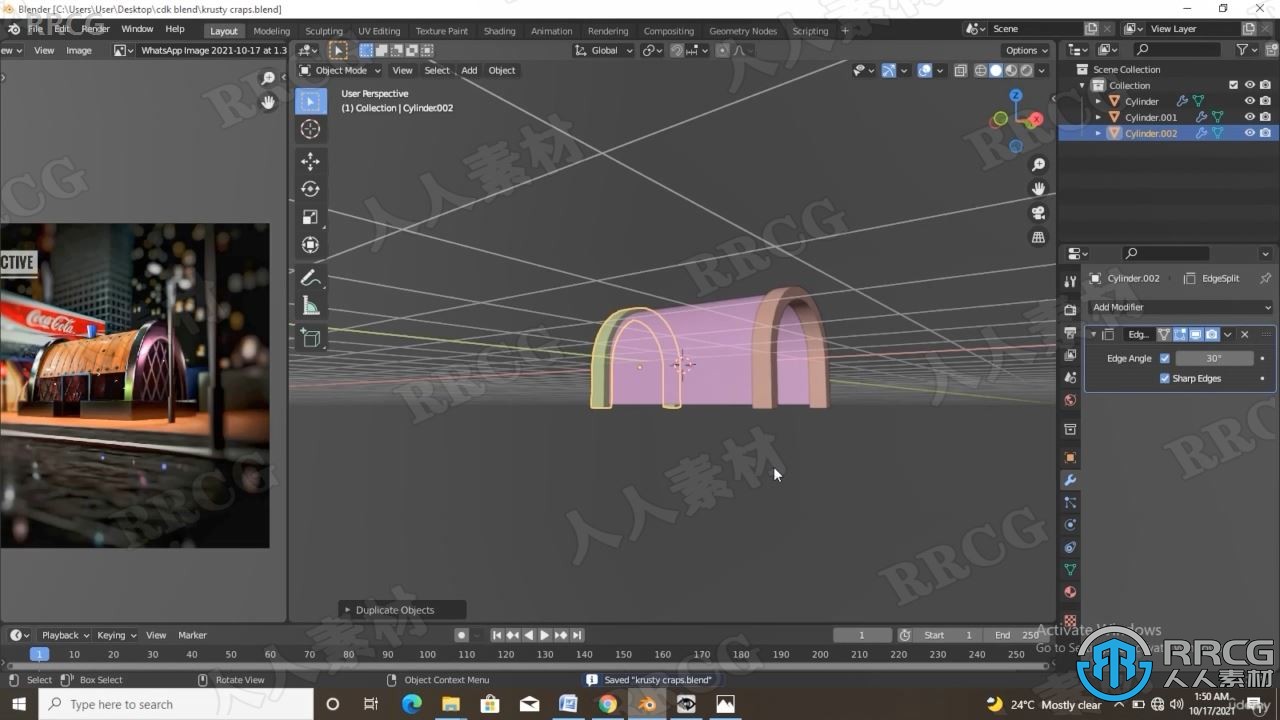 Blender [C:\Users\User\Desktop\cdk blend\krusty craps.blend]
File Edit Render Window Help
Layout Modeling Sculpting UV Editing Texture Paint Shading Animation Rendering Compositing Geometry Nodes Scripting +
Scene
View Layer
View Image
WhatsApp Image 2021-10-17 at 1.3
Global
Options
Object Mode View Select Add Object
User Perspective
(1) Collection | Cylinder.002
Z
X
Scene Collection
Collection
Cylinder
Cylinder.001
Cylinder.002
CTIVE
Coca-Cola
Cylinder.002
EdgeSplit
Add Modifier
Edg...
Edge Angle
30°
Sharp Edges
Duplicate Objects
Playback Keying View Marker
1
Start 1
End 250
1 10 20 30 40 50 60 70 80 90 100 110 120 130 140 150 160 170 180 190 200 210 220 230 240 250
Select
Box Select
Rotate View
Object Context Menu
Saved "krusty craps.blend"
Activate Windows
Type here to search
24°C Mostly clear
1:50 AM
10/17/2021
RRCG
人人素材
Udemy